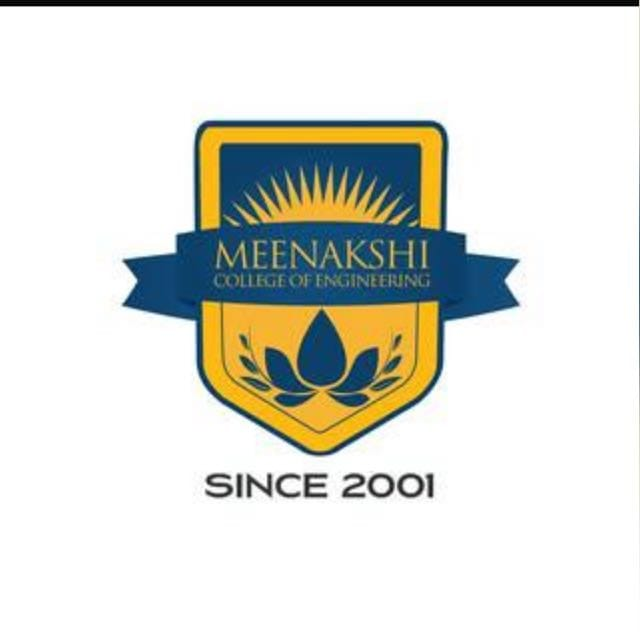 MEENAKSHI
COLLEGE OF ENGINEERING
SINCE 2001